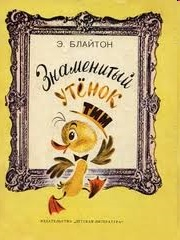 Э. БЛАЙТОН
Знаменитый
УТЁНОК
ТИМ
ИЗДАТЕЛЬСТВО „ДЕТСКАЯ ЛИТЕРАТУРА“